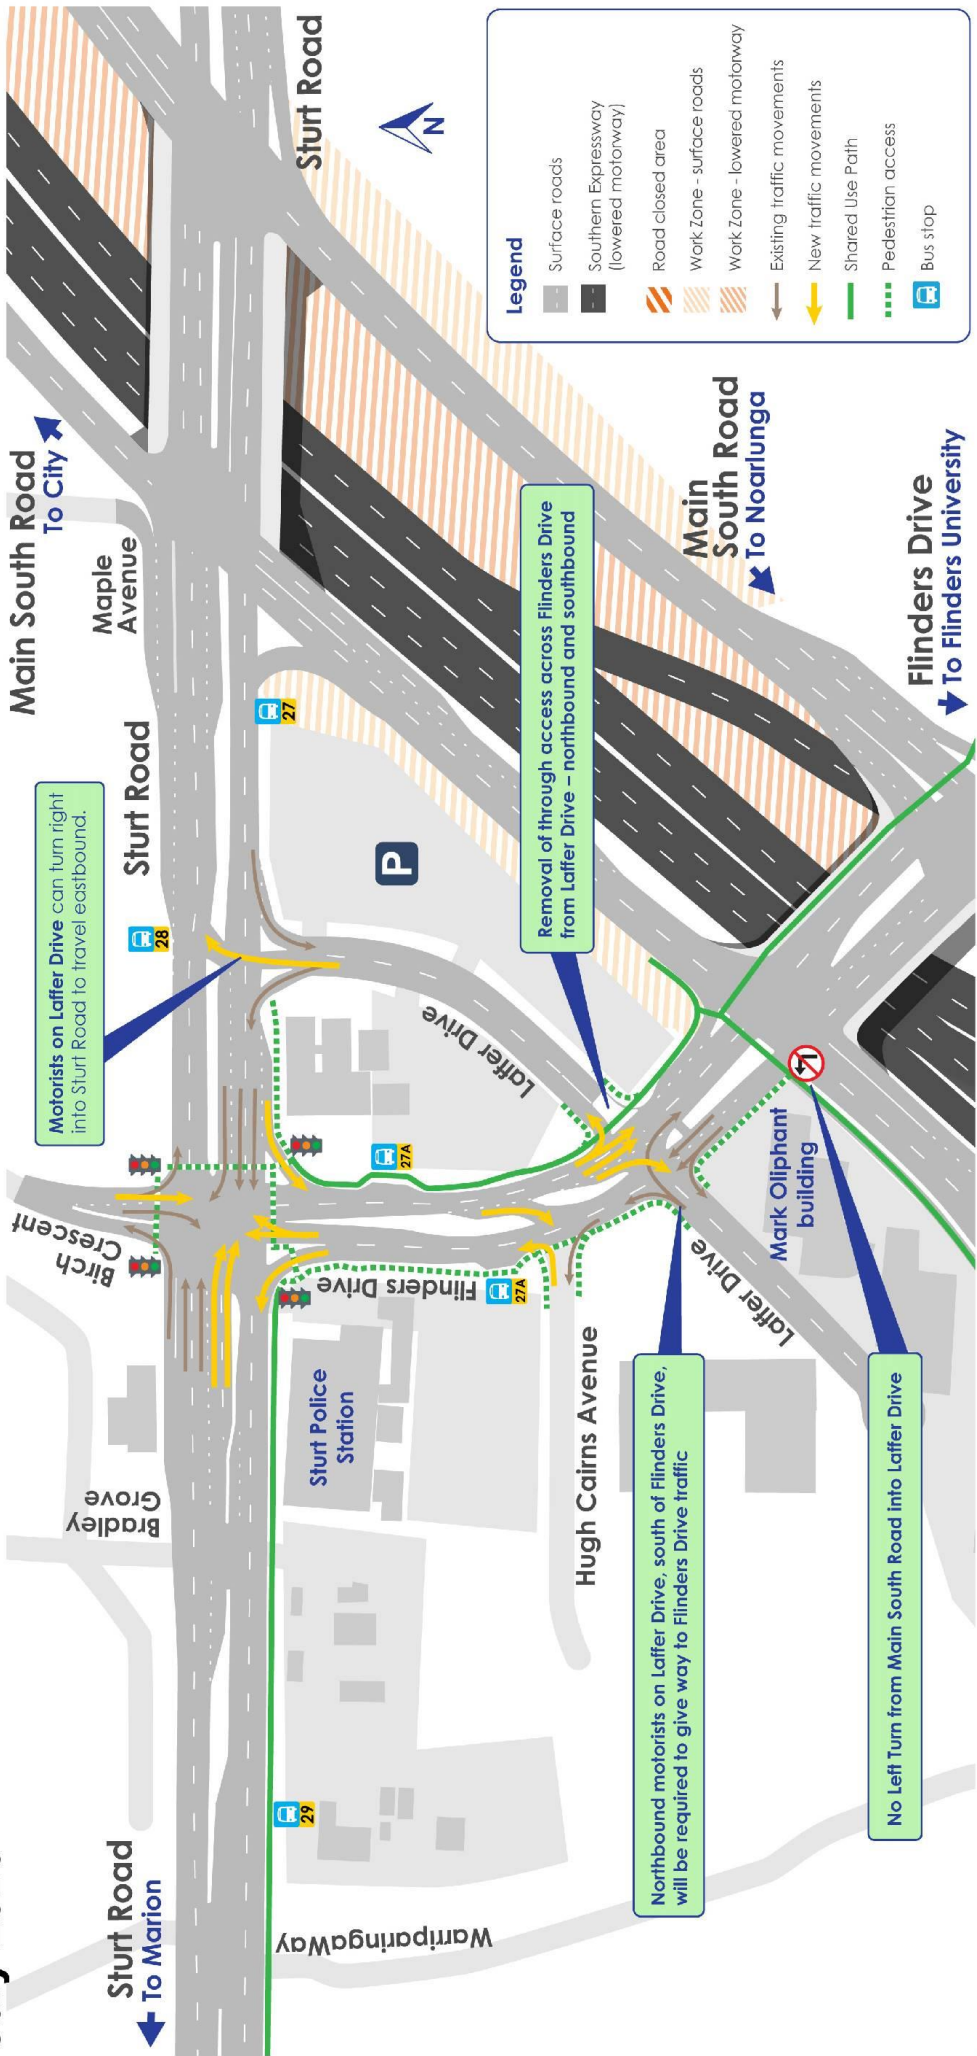 Main South Road
To City
Maple
Avenue
Sturt Road
Sturt Road
N
Motorists on Laffer Drive can turn right
into Sturt Road to travel eastbound.
28
27
P
Birch
Crescent
Bradley
Grove
Sturt Road
To Marion
29
27A
27A
Flinders Drive
Laffer Drive
Sturt Police
Station
WarriparingaWay
Hugh Cairns Avenue
Laffer Drive
Mark Oliphant
building
Removal of through access across Flinders Drive
from Laffer Drive – northbound and southbound
Northbound motorists on Laffer Drive, south of Flinders Drive,
will be required to give way to Flinders Drive traffic
No Left Turn from Main South Road into Laffer Drive
Main
South Road
To Noarlunga
Flinders Drive
To Flinders University
Legend
Surface roads
Southern Expressway
(lowered motorway)
Road closed area
Work Zone - surface roads
Work Zone - lowered motorway
Existing traffic movements
New traffic movements
Shared Use Path
Pedestrian access
Bus stop